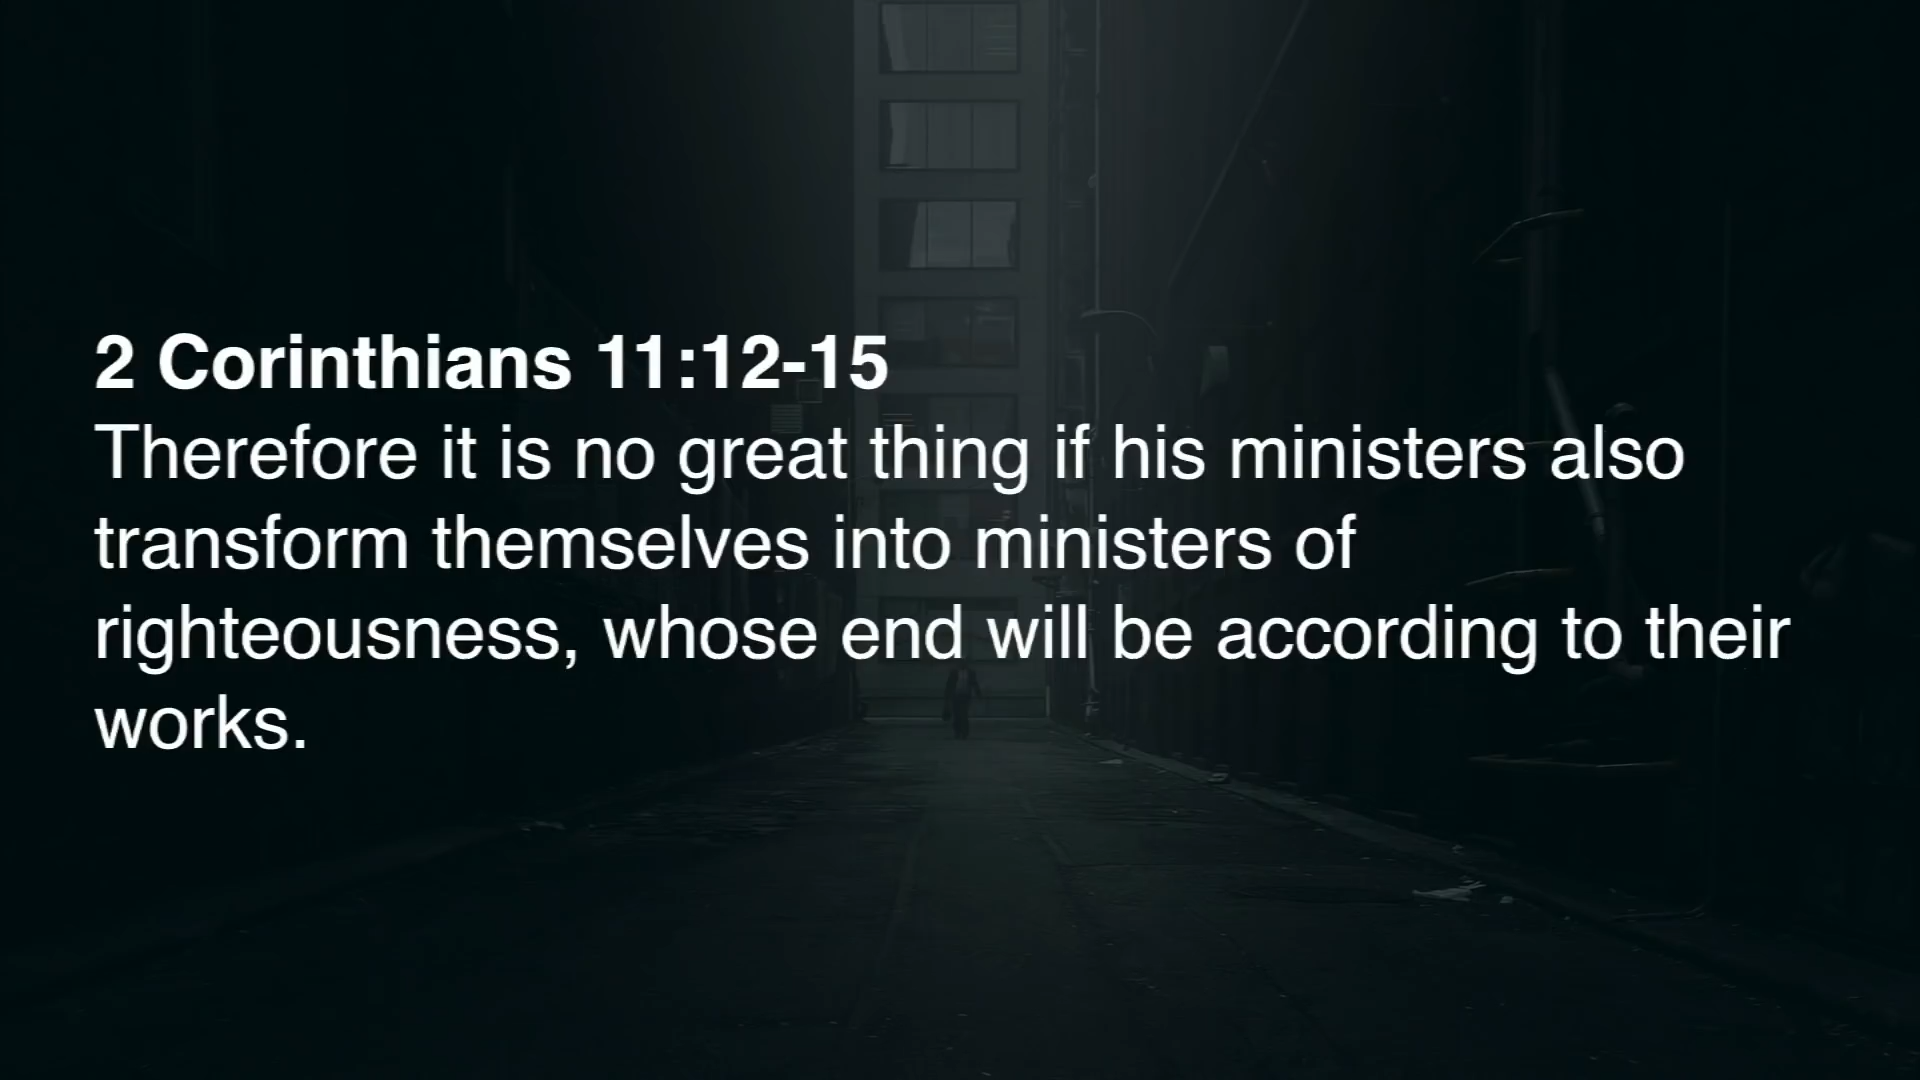 2 Corinthians 11:12-15
Therefore it is no great thing if his ministers also
transform themselves into ministers of
righteousness, whose end will be according to their
works.